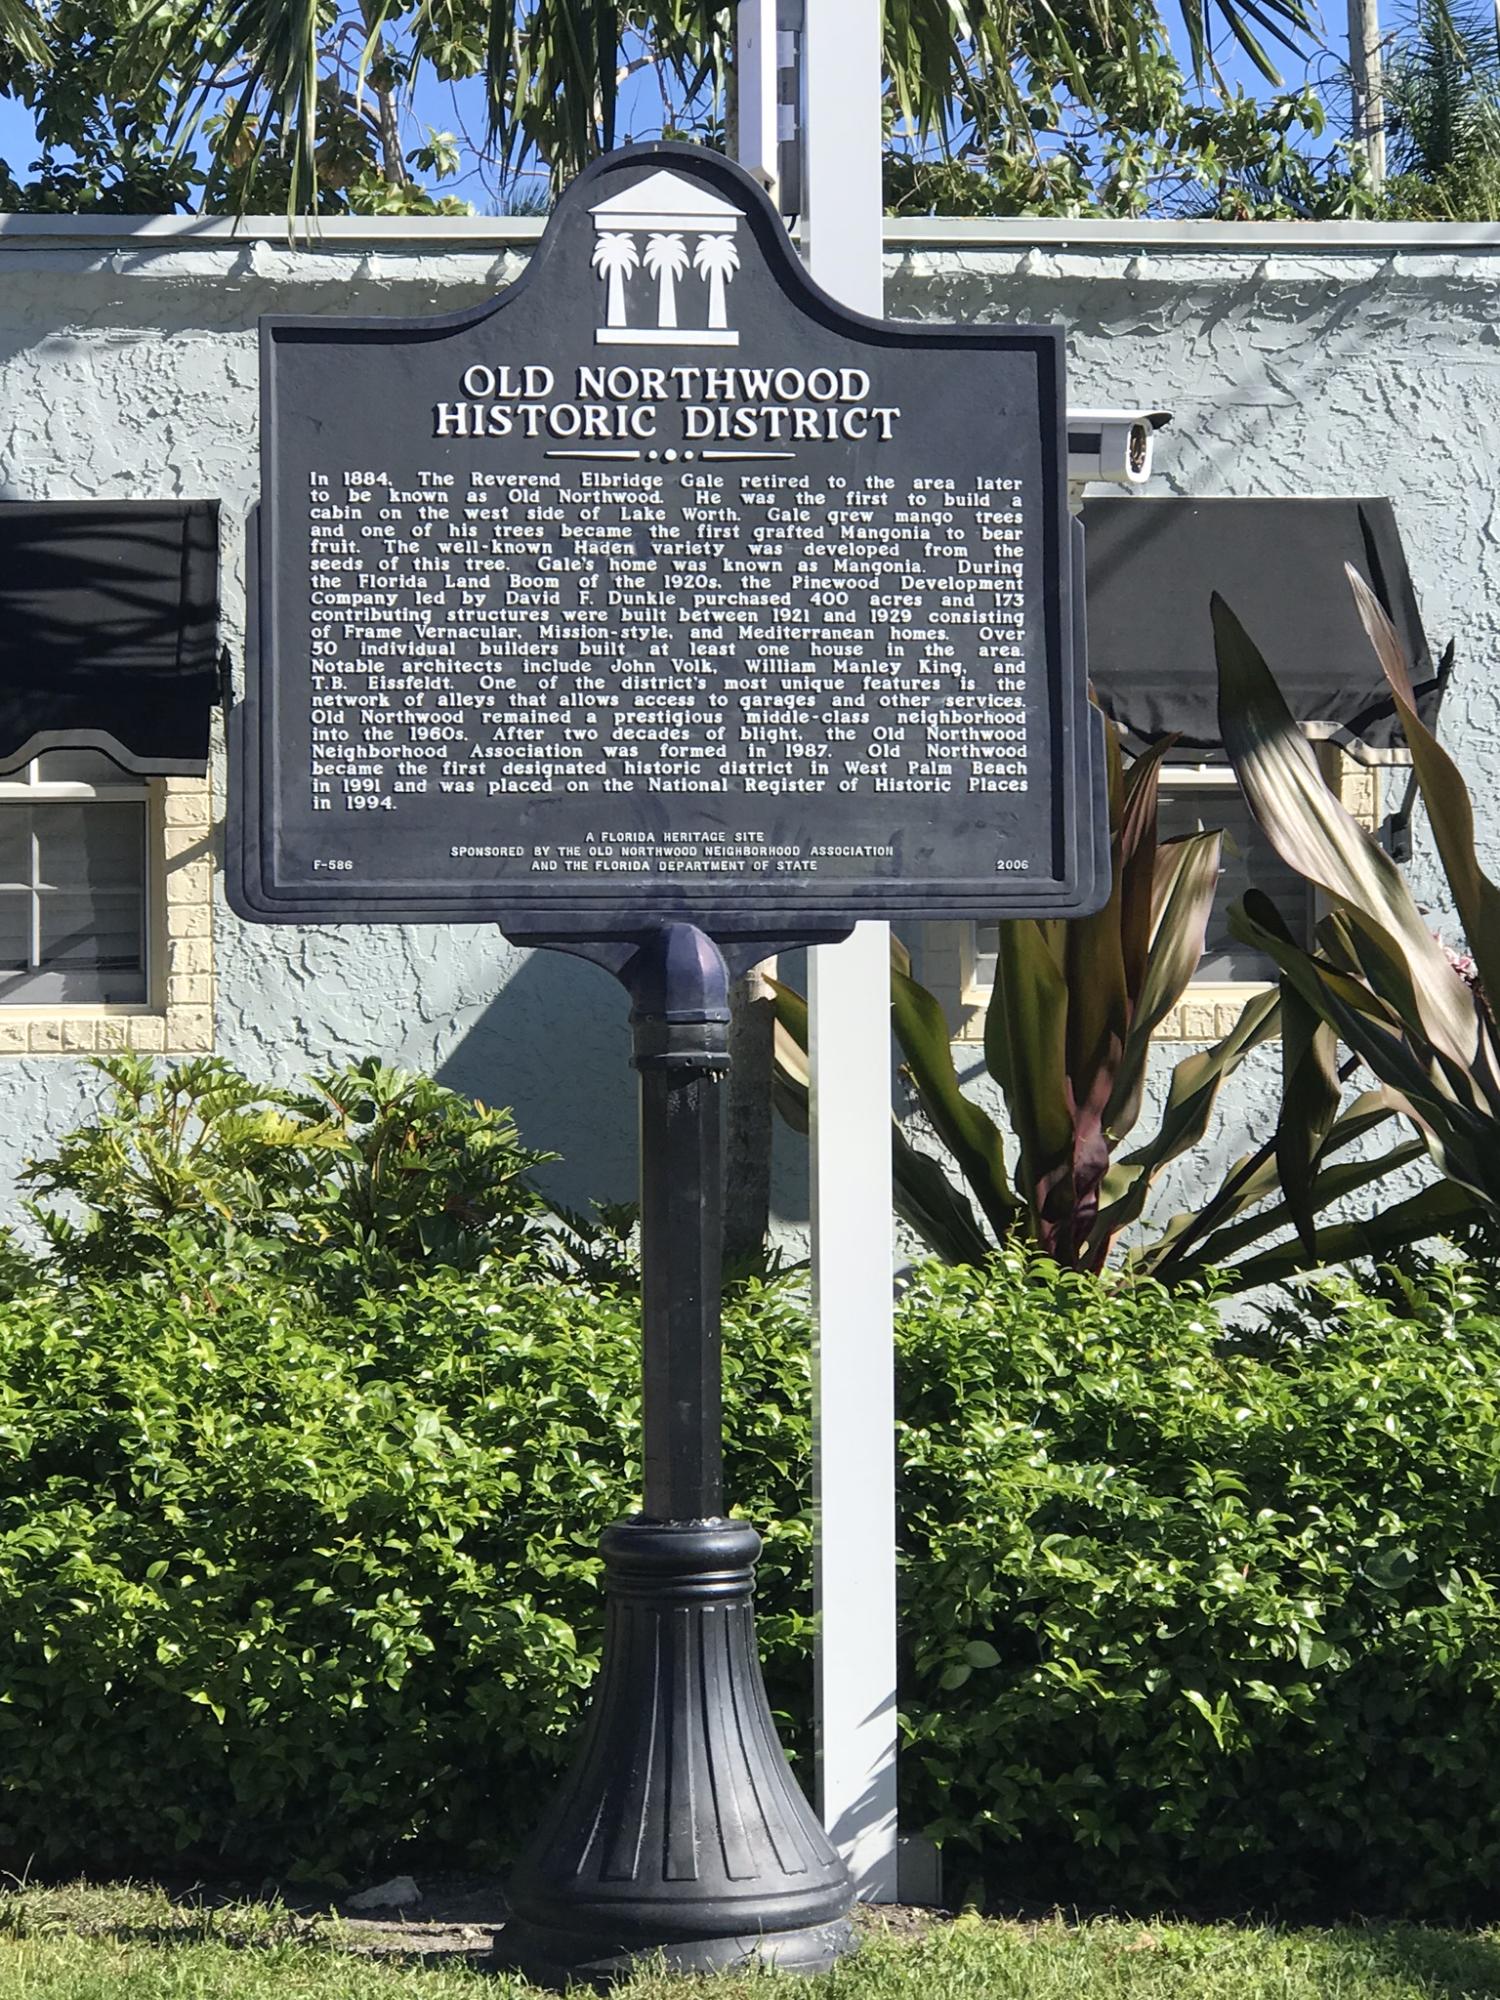 OLD NORTHWOOD
HISTORIC DISTRICT
In 1884, The Reverend Elbridge Gale retired to the area later
to be known as Old Northwood. He was the first to build a
cabin on the west side of Lake Worth. Gale grew mango trees
and one of his trees became the first grafted Mangonia to bear
fruit. The well-known Haden variety was developed from the
seeds of this tree. Gale's home was known as Mangonia. During
the Florida Land Boom of the 1920s, the Pinewood Development
Company led by David F. Dunkle purchased 400 acres and 173
contributing structures were built between 1921 and 1929 consisting
of Frame Vernacular, Mission-style, and Mediterranean homes. Over
50 individual builders built at least one house in the area.
Notable architects include John Volk, William Manley King, and
T.B. Eissfeldt. One of the district's most unique features is the
network of alleys that allows access to garages and other services.
Old Northwood remained a prestigious middle-class neighborhood
into the 1960s. After two decades of blight, the Old Northwood
Neighborhood Association was formed in 1987. Old Northwood
became the first designated historic district in West Palm Beach
in 1991 and was placed on the National Register of Historic Places
in 1994.
A FLORIDA HERITAGE SITE
SPONSORED BY THE OLD NORTHWOOD NEIGHBORHOOD ASSOCIATION
F-586 AND THE FLORIDA DEPARTMENT OF STATE 2006